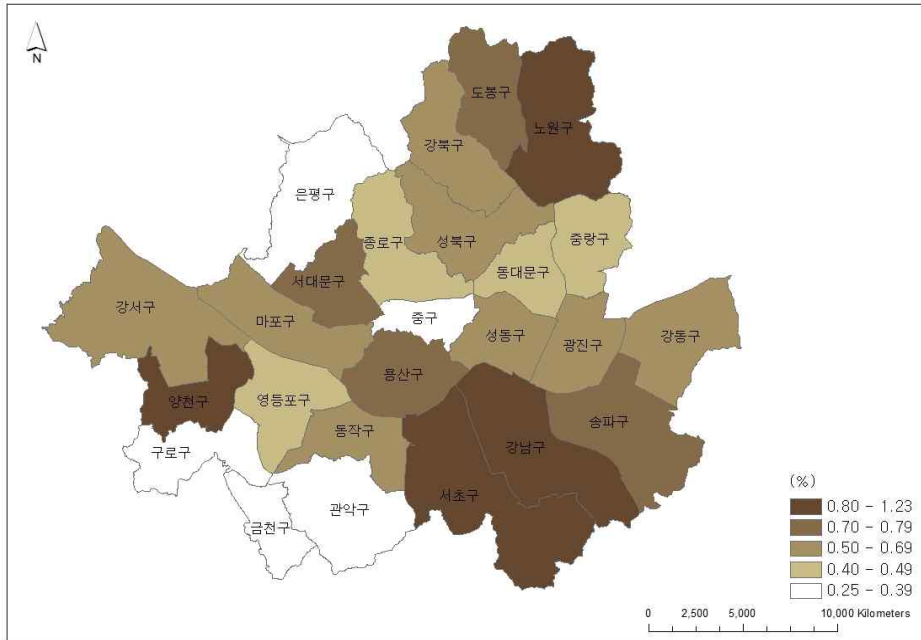 N
도봉구
노원구
강북구
은평구
종로구
성북구
중랑구
동대문구
서대문구
강서구
마포구
중구
성동구
광진구
강동구
용산구
양천구
영등포구
동작구
송파구
강남구
구로구
서초구
관악구
금천구
(%)
0.80 - 1.23
0.70 - 0.79
0.50 - 0.69
0.40 - 0.49
0.25 - 0.39
0 2,500 5,000 10,000 Kilometers